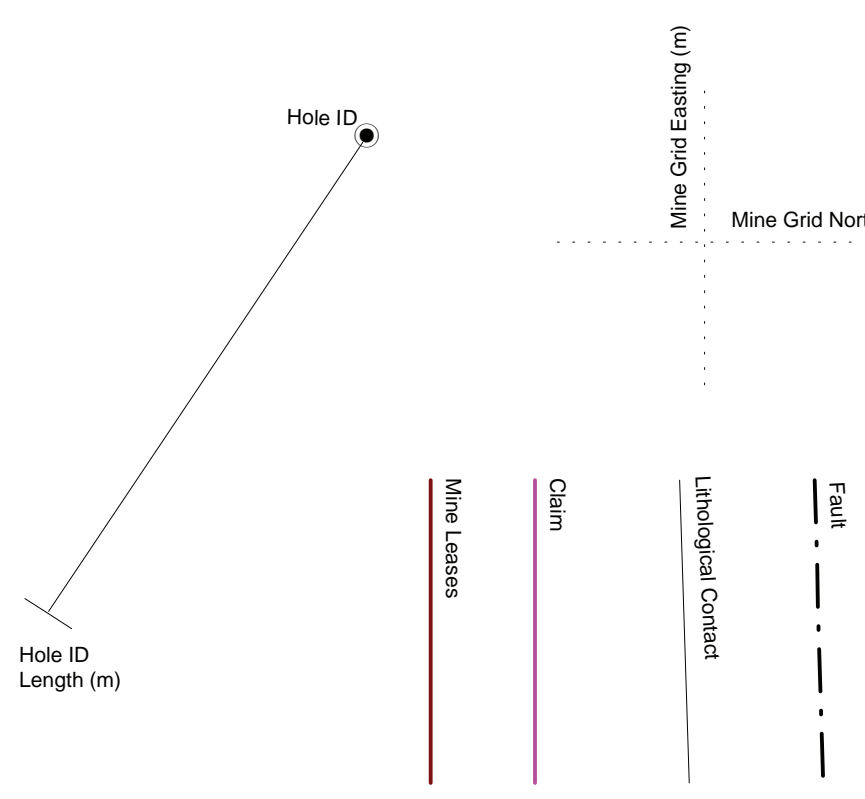 Hole ID
Mine Grid Easting (m)
Mine Grid Nort
Mine Leases
Claim
Lithological Contact
Fault
Hole ID
Length (m)